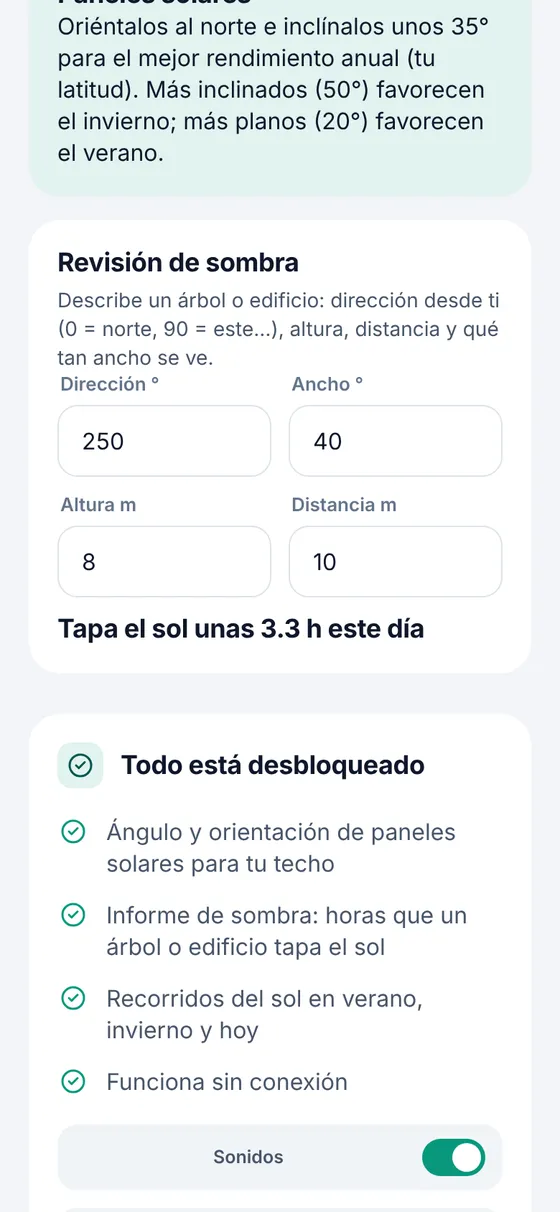 Paneles solares
Oriéntalos al norte e inclínalos unos 35°
para el mejor rendimiento anual (tu
latitud). Más inclinados (50°) favorecen
el invierno; más planos (20°) favorecen
el verano.
Revisión de sombra
Describe un árbol o edificio: dirección desde ti
(0 = norte, 90 = este...), altura, distancia y qué
tan ancho se ve.
Dirección ° Ancho °
250 40
Altura m Distancia m
8 10
Tapa el sol unas 3.3 h este día
Todo está desbloqueado
Ángulo y orientación de paneles
solares para tu techo
Informe de sombra: horas que un
árbol o edificio tapa el sol
Recorridos del sol en verano,
invierno y hoy
Funciona sin conexión
Sonidos